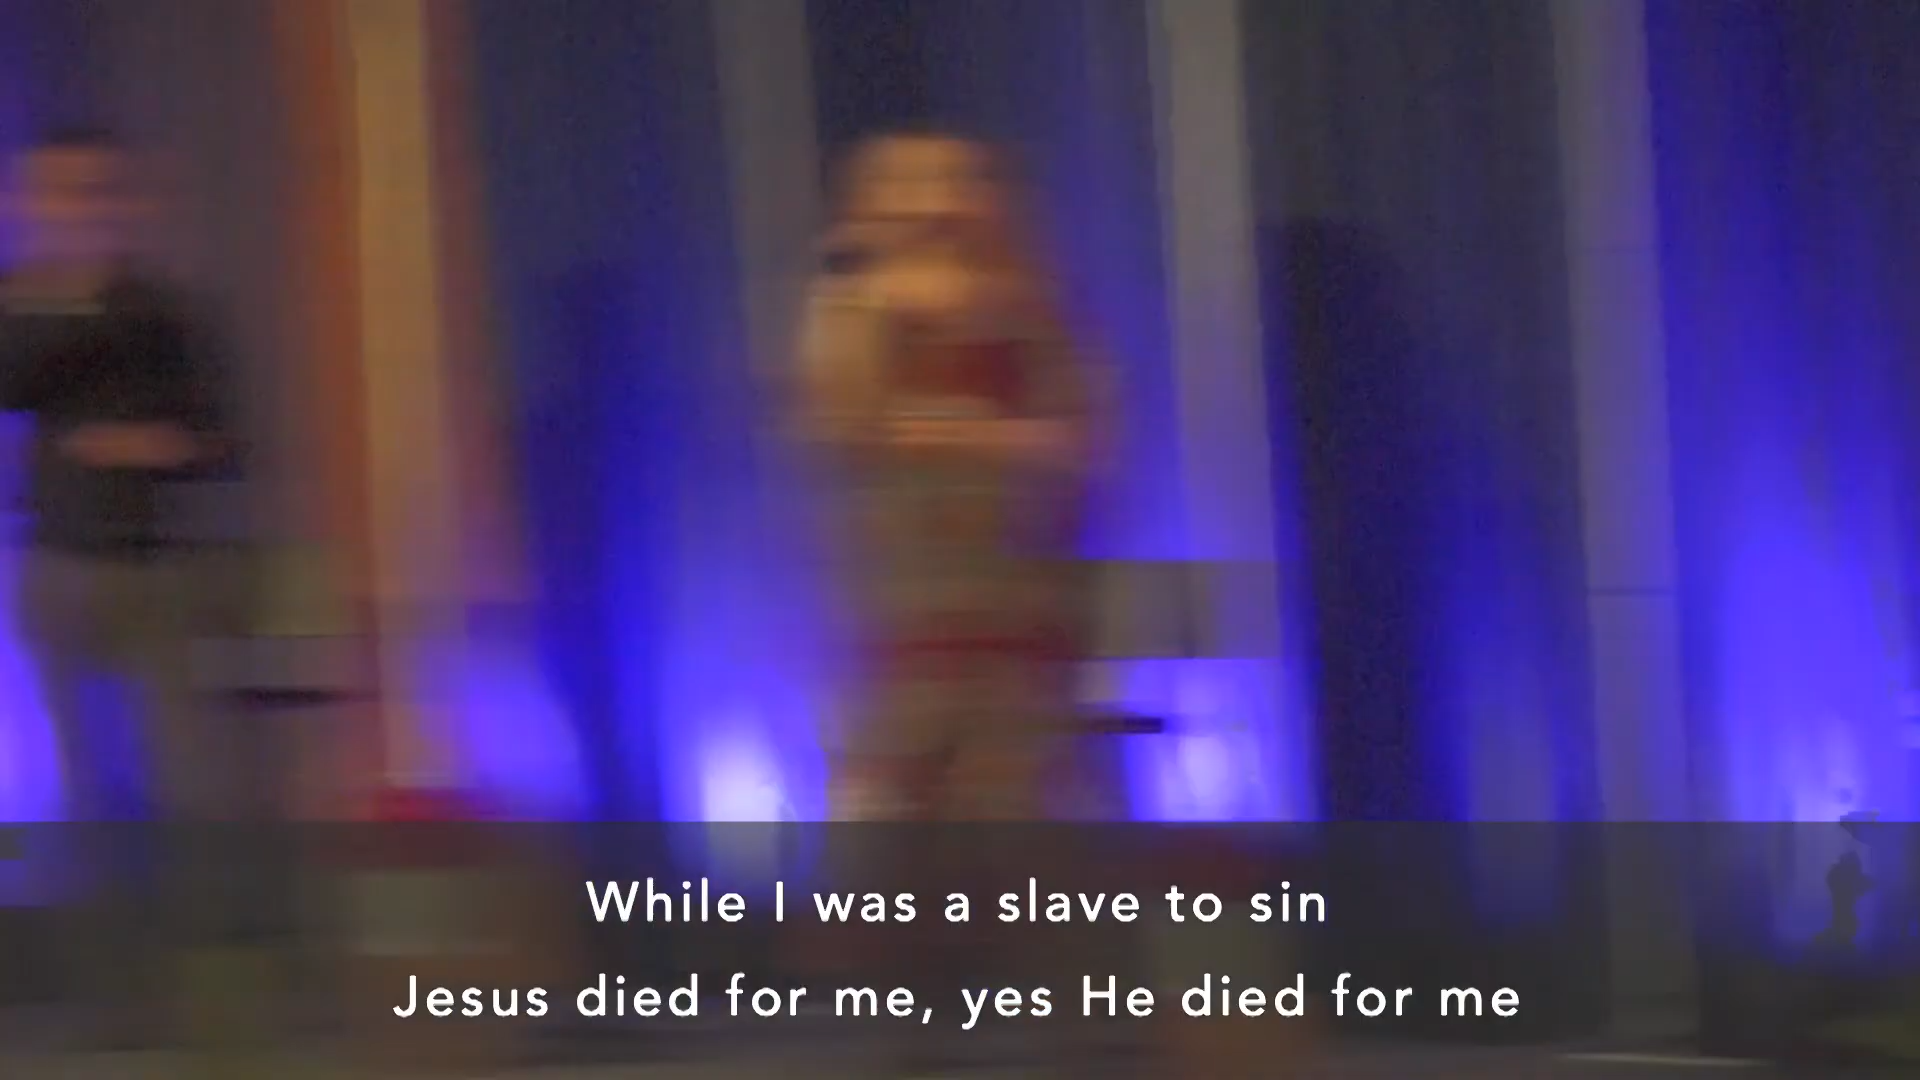 While I was a slave to sin
Jesus died for me, yes He died for me